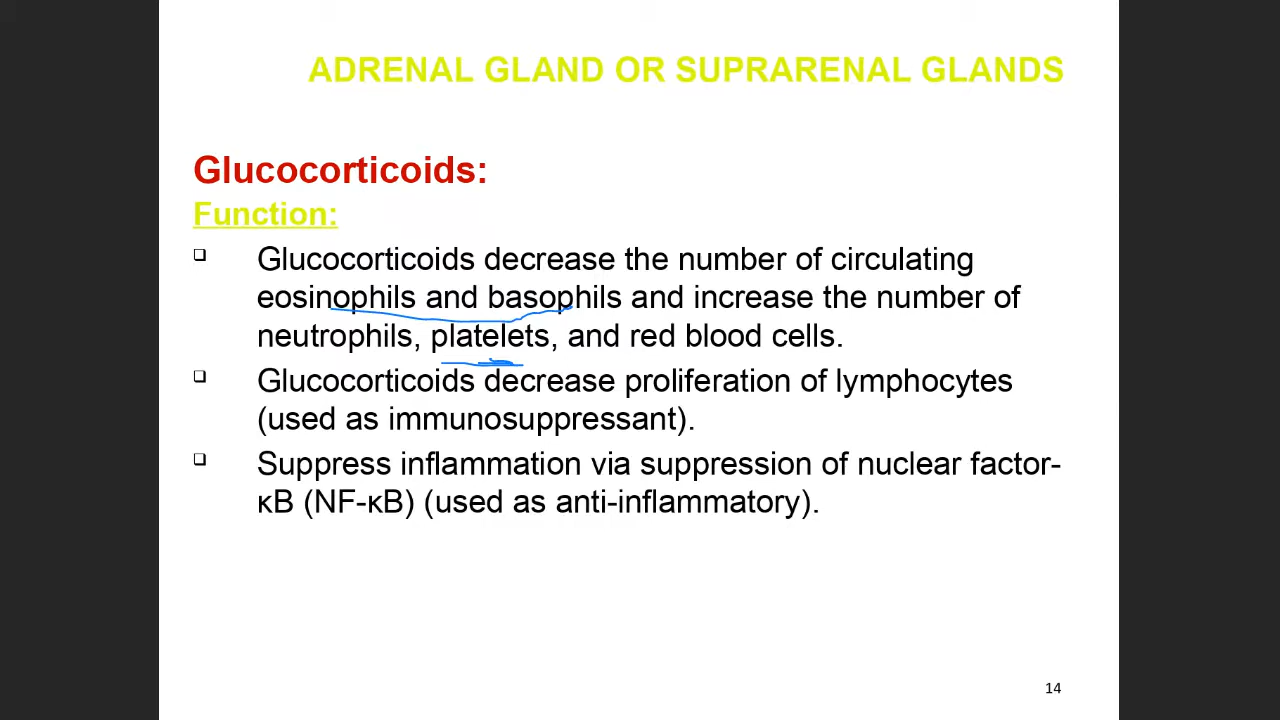 ADRENAL GLAND OR SUPRARENAL GLANDS
Glucocorticoids:
Function:
❑ Glucocorticoids decrease the number of circulating
eosinophils and basophils and increase the number of
neutrophils, platelets, and red blood cells.
❑ Glucocorticoids decrease proliferation of lymphocytes
(used as immunosuppressant).
❑ Suppress inflammation via suppression of nuclear factor-
κB (NF-κB) (used as anti-inflammatory).
14